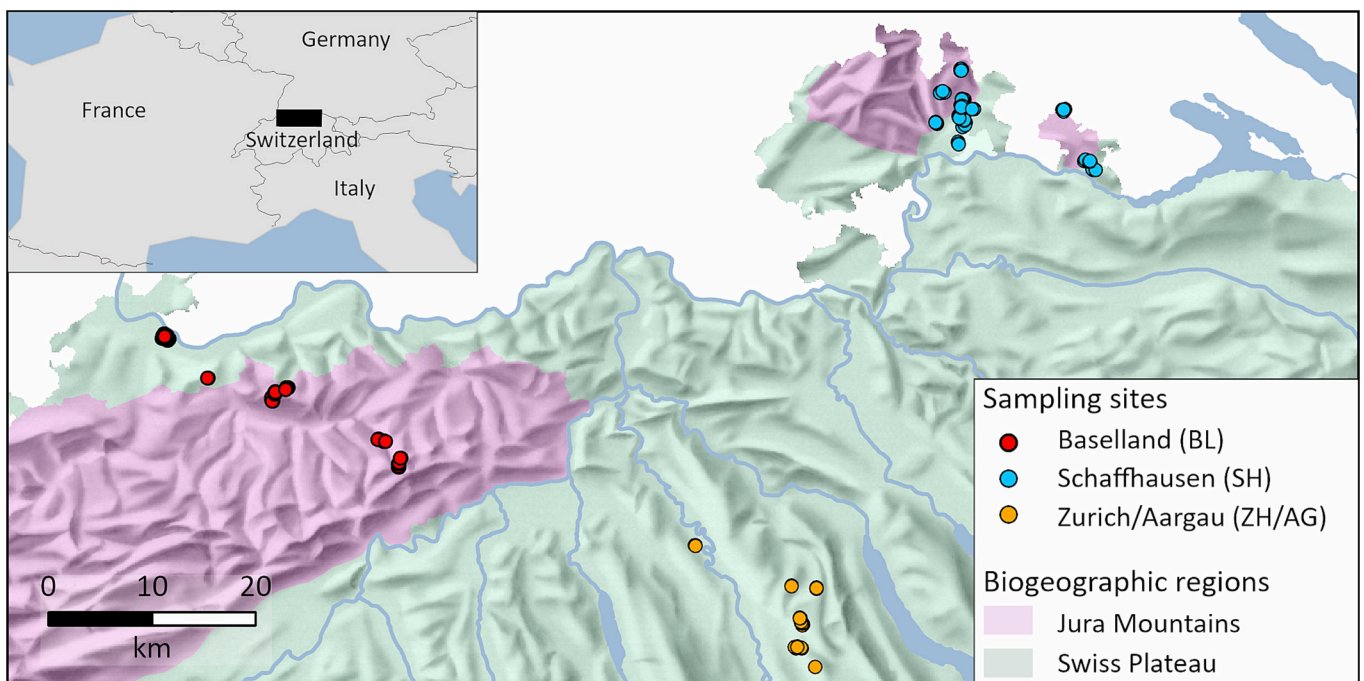 Germany
France
Switzerland
Italy
Sampling sites
Baselland (BL)
Schaffhausen (SH)
Zurich/Aargau (ZH/AG)
Biogeographic regions
Jura Mountains
Swiss Plateau
0 10 20
km